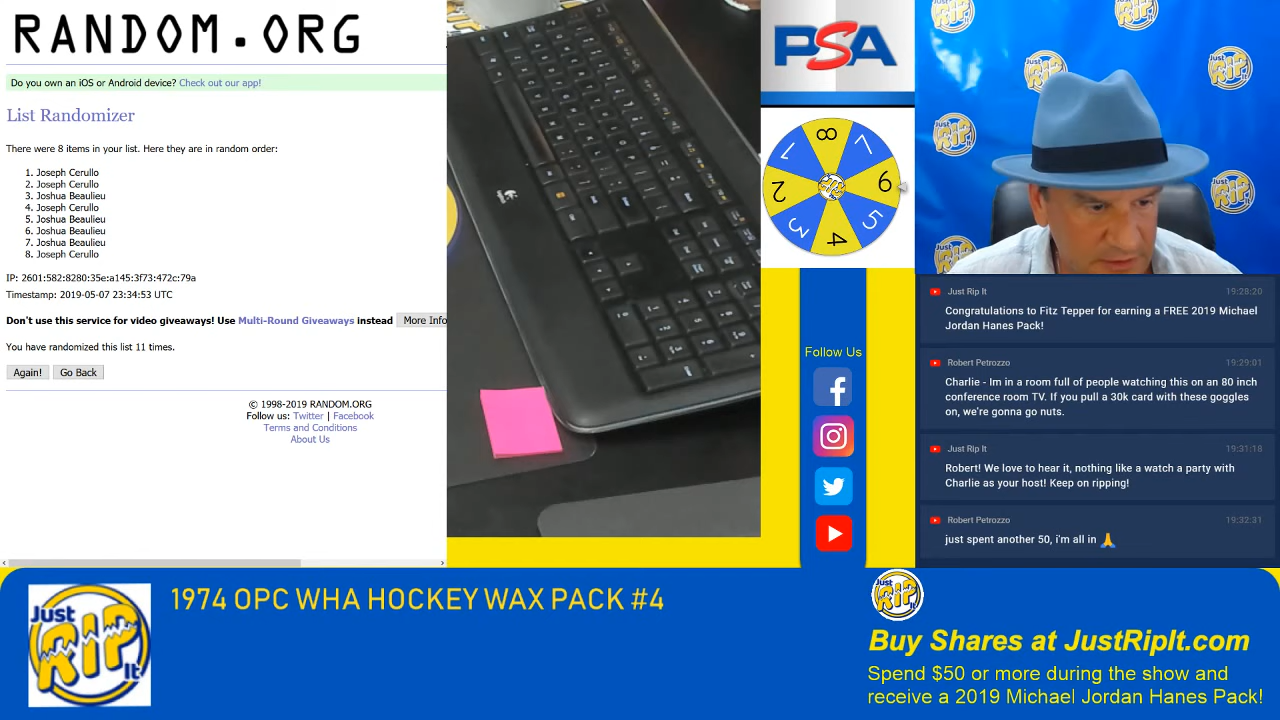 RANDOM.ORG
Do you own an iOS or Android device? Check out our app!
List Randomizer
There were 8 items in your list. Here they are in random order:
1. Joseph Cerullo
2. Joseph Cerullo
3. Joshua Beaulieu
4. Joseph Cerullo
5. Joshua Beaulieu
6. Joshua Beaulieu
7. Joshua Beaulieu
8. Joseph Cerullo
IP: 2601:582:8280:35e:a145:3f73:472c:79a
Timestamp: 2019-05-07 23:34:53 UTC
Don't use this service for video giveaways! Use Multi-Round Giveaways instead
More Info
You have randomized this list 11 times.
Again!
Go Back
© 1998-2019 RANDOM.ORG
Follow us: Twitter | Facebook
Terms and Conditions
About Us
PSA
8
7
9
5
4
3
2
1
Follow Us
Just Rip It 19:28:20
Congratulations to Fitz Tepper for earning a FREE 2019 Michael
Jordan Hanes Pack!
Robert Petrozzo 19:29:01
Charlie - Im in a room full of people watching this on an 80 inch
conference room TV. If you pull a 30k card with these goggles
on, we're gonna go nuts.
Just Rip It 19:31:18
Robert! We love to hear it, nothing like a watch a party with
Charlie as your host! Keep on ripping!
Robert Petrozzo 19:32:31
just spent another 50, i'm all in 🙏
Just
RIP
It
1974 OPC WHA HOCKEY WAX PACK #4
Just
RIP
It
Buy Shares at JustRipIt.com
Spend $50 or more during the show and
receive a 2019 Michael Jordan Hanes Pack!